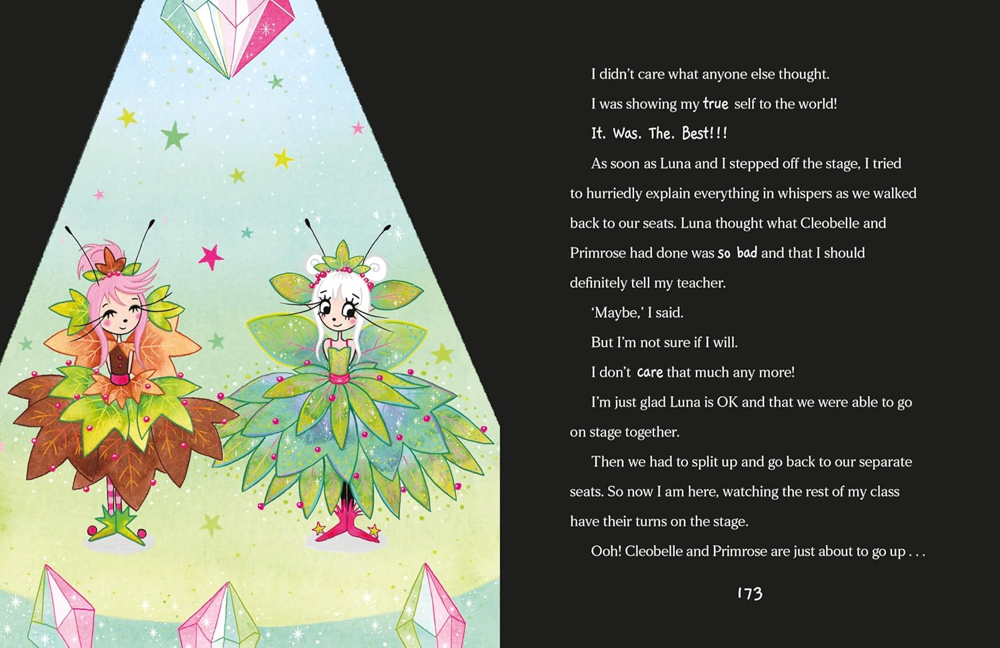 I didn’t care what anyone else thought.
I was showing my true self to the world!
It. Was. The. Best!!!
As soon as Luna and I stepped off the stage, I tried
to hurriedly explain everything in whispers as we walked
back to our seats. Luna thought what Cleobelle and
Primrose had done was so bad and that I should
definitely tell my teacher.
‘Maybe,’ I said.
But I’m not sure if I will.
I don’t care that much any more!
I’m just glad Luna is OK and that we were able to go
on stage together.
Then we had to split up and go back to our separate
seats. So now I am here, watching the rest of my class
have their turns on the stage.
Ooh! Cleobelle and Primrose are just about to go up . . .
173